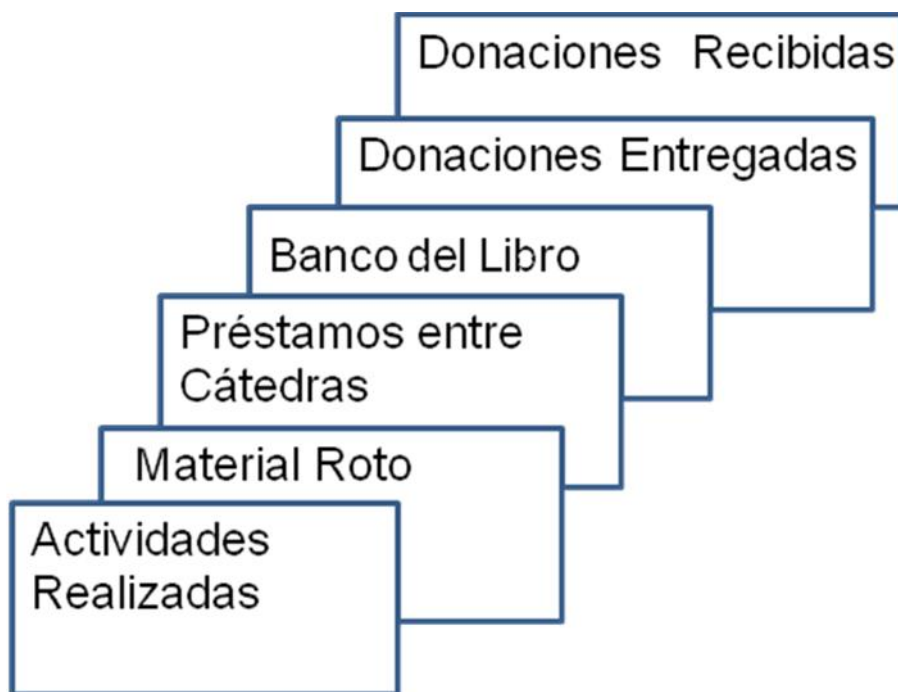 Donaciones Recibidas
Donaciones Entregadas
Banco del Libro
Préstamos entre
Cátedras
Material Roto
Actividades
Realizadas